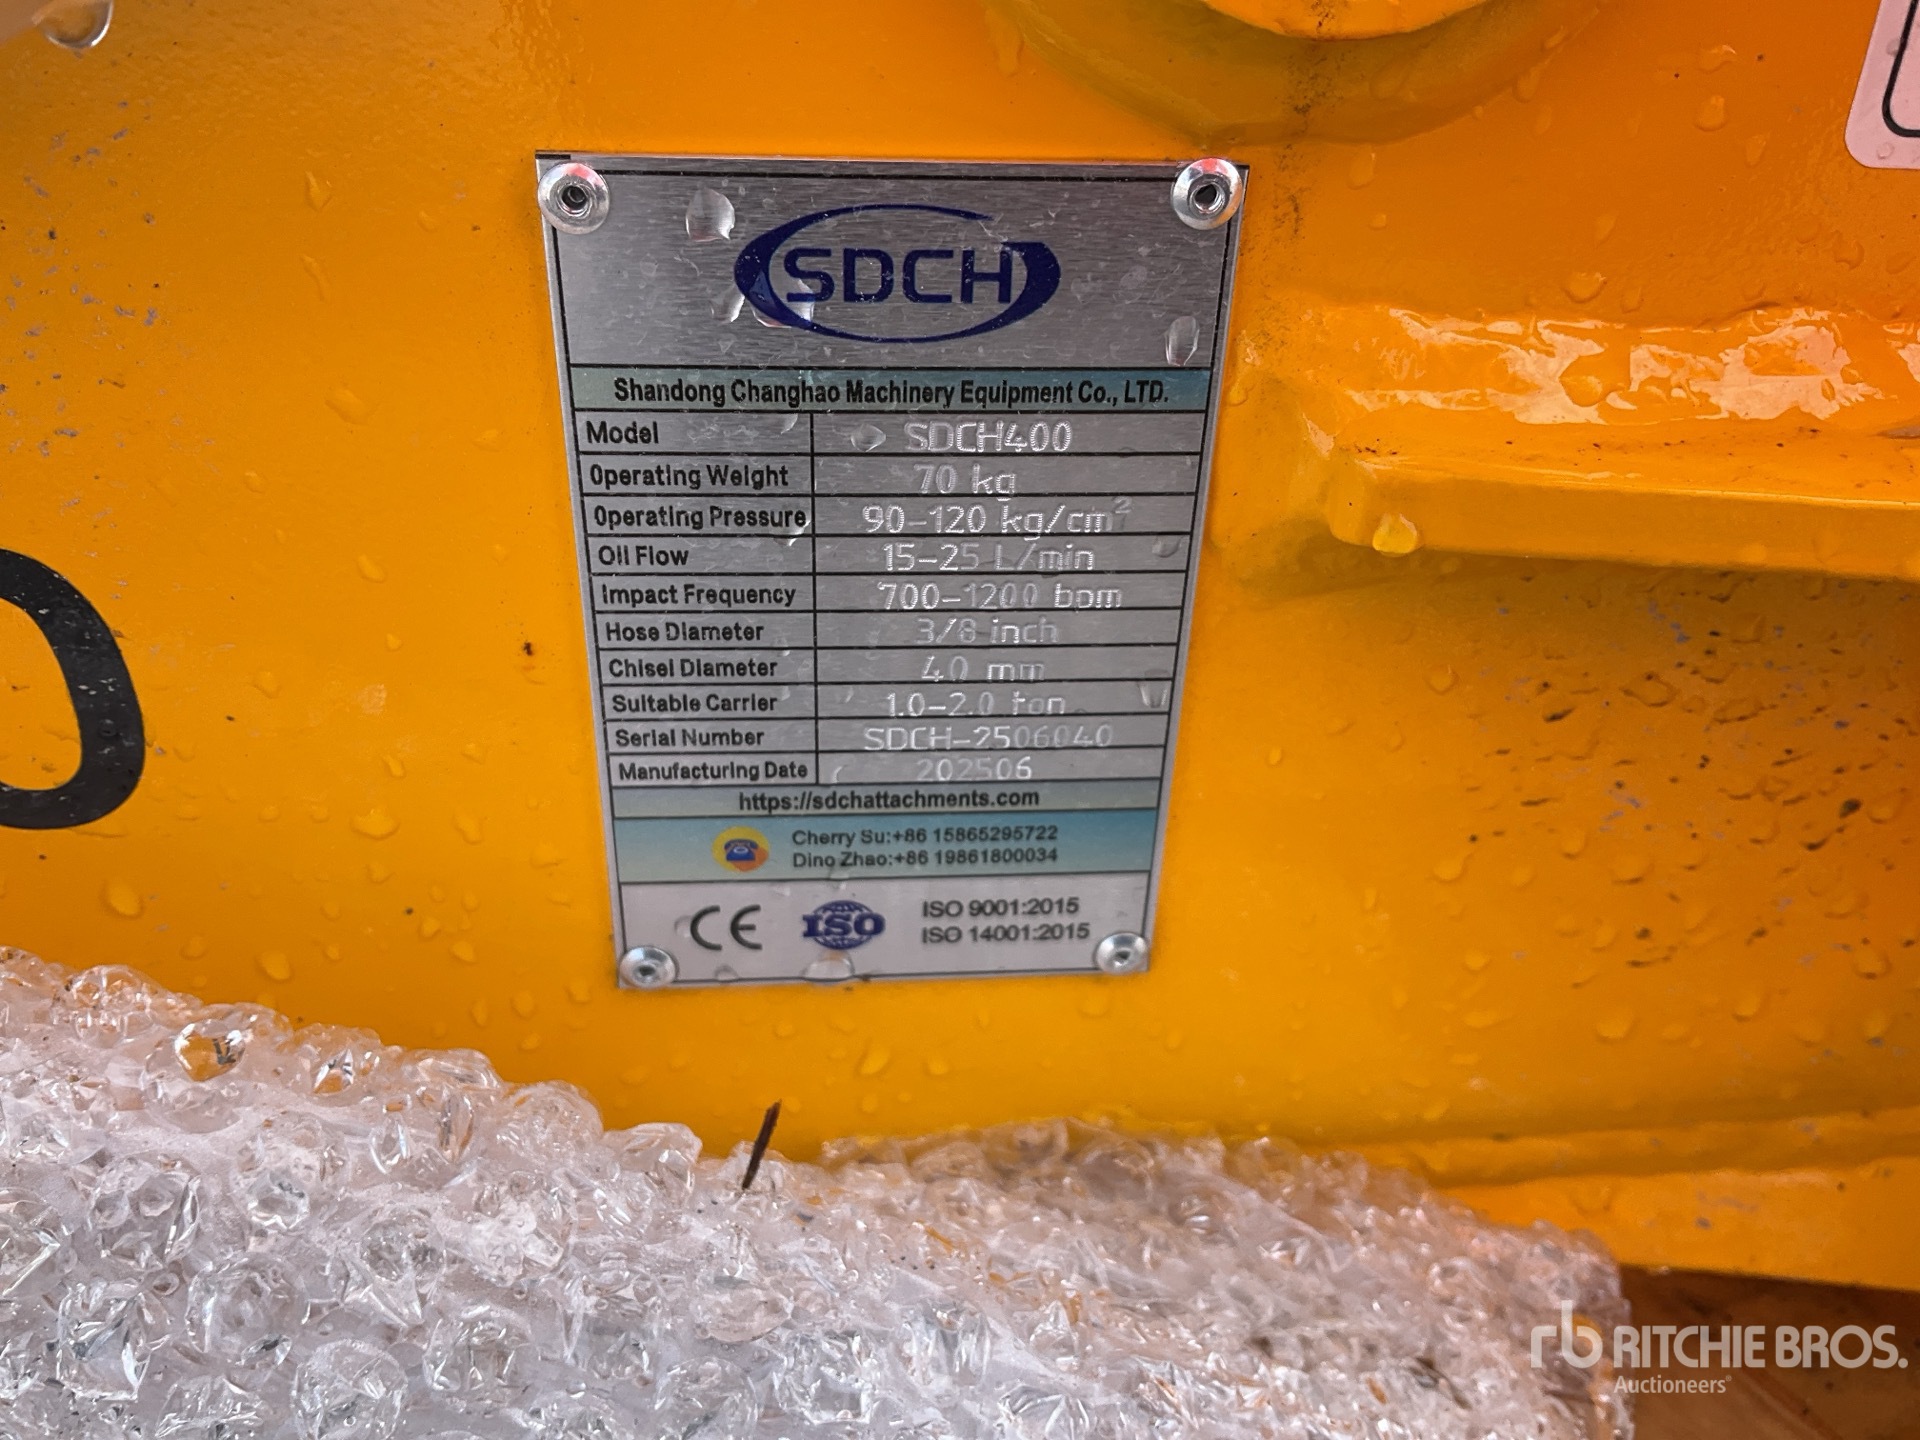 SDCH
Shandong Changhao Machinery Equipment Co., LTD.
Model SDCH400
Operating Weight 70 kg
Operating Pressure 90-120 kg/cm²
Oil Flow 15-25 L/min
Impact Frequency 700-1200 bpm
Hose Diameter 3/8 inch
Chisel Diameter 40 mm
Suitable Carrier 1.0-2.0 ton
Serial Number SDCH-2506040
Manufacturing Date 202506
https://sdchattachments.com
Cherry Su:+86 15865295722
Dino Zhao:+86 19861800034
CE ISO ISO 9001:2015
ISO 14001:2015
rb RITCHIE BROS.
Auctioneers